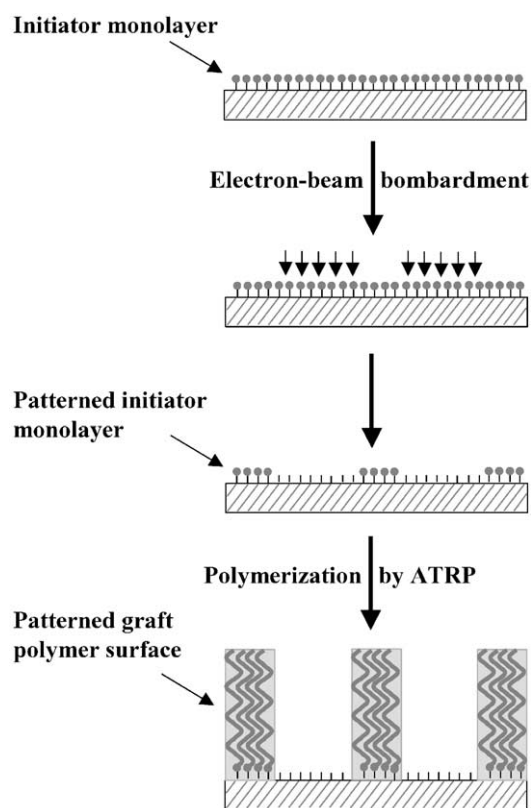 Initiator monolayer
Electron-beam bombardment
Patterned initiator
monolayer
Polymerization by ATRP
Patterned graft
polymer surface